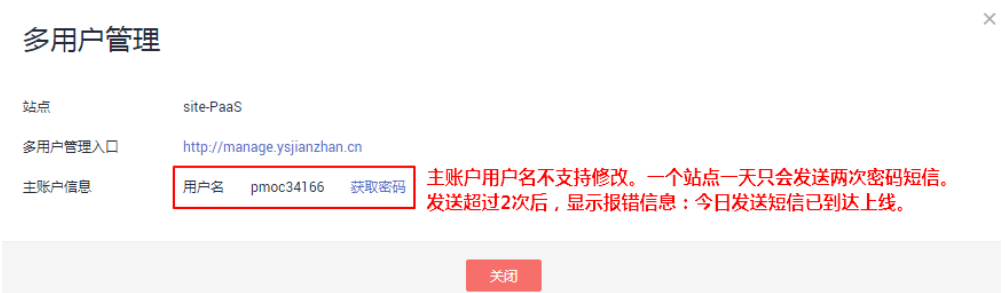 多用户管理
×
站点 site-PaaS
多用户管理入口 http://manage.ysjianzhan.cn
主账户信息 用户名 pmoc34166 获取密码
主账户用户名不支持修改。一个站点一天只会发送两次密码短信。
发送超过2次后，显示报错信息：今日发送短信已到达上线。
关闭